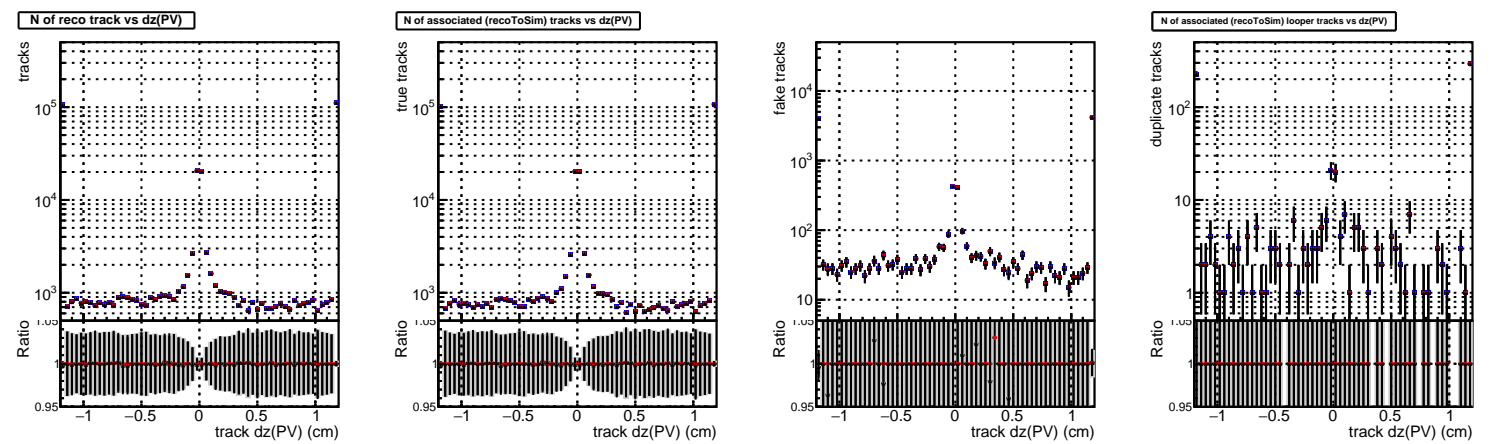 N of reco track vs dz(PV)
tracks
10^5
10^4
10^3
Ratio
1.05
1
0.95
−1 −0.5 0 0.5 1
track dz(PV) (cm)
N of associated (recoToSim) tracks vs dz(PV)
true tracks
10^5
10^4
10^3
Ratio
1.05
1
0.95
−1 −0.5 0 0.5 1
track dz(PV) (cm)
fake tracks
10^4
10^3
10^2
10
Ratio
1.05
1
0.95
−1 −0.5 0 0.5 1
track dz(PV) (cm)
N of associated (recoToSim) looper tracks vs dz(PV)
duplicate tracks
10^2
10
1
Ratio
1.05
1
0.95
−1 −0.5 0 0.5 1
track dz(PV) (cm)